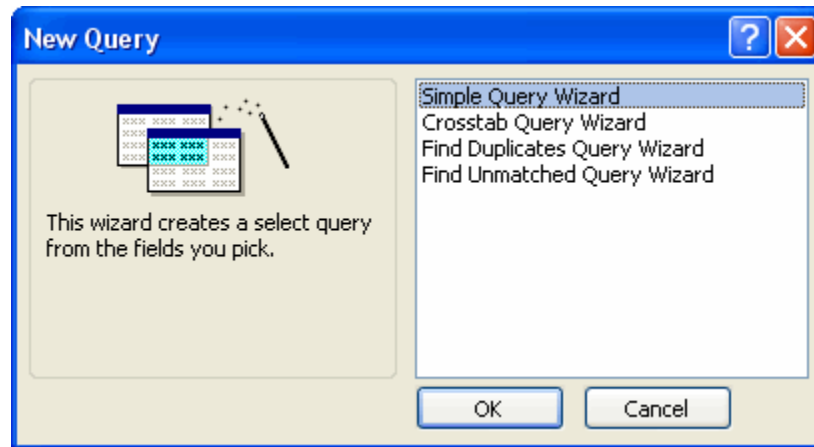 New Query
This wizard creates a select query
from the fields you pick.
Simple Query Wizard
Crosstab Query Wizard
Find Duplicates Query Wizard
Find Unmatched Query Wizard
OK
Cancel